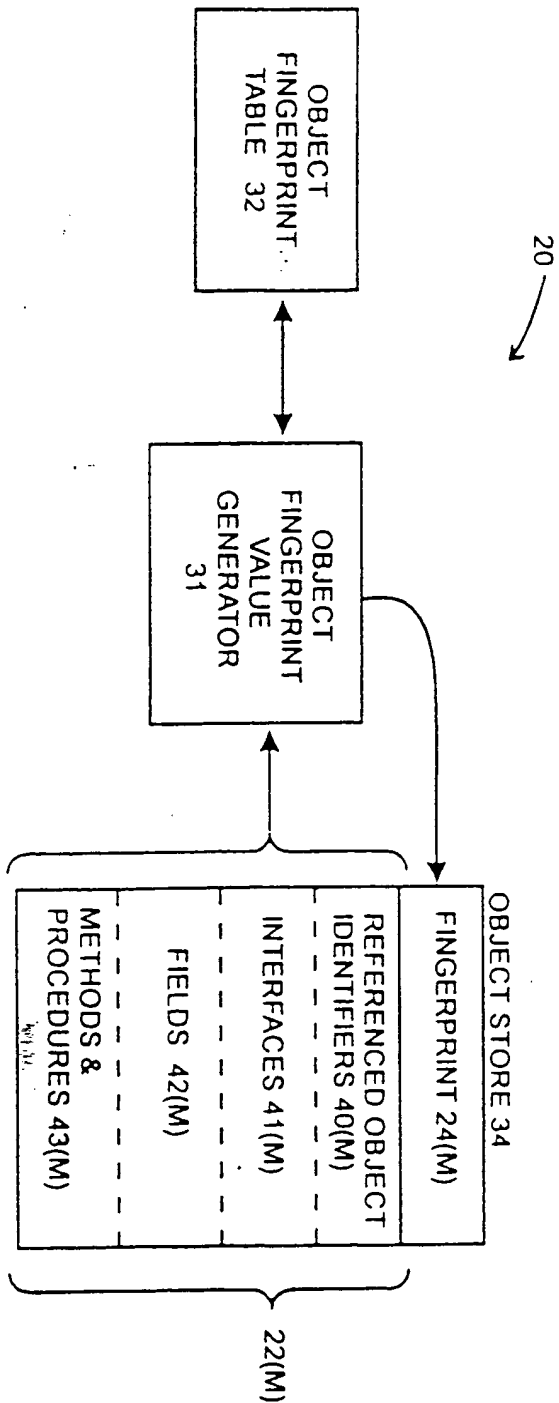 20
OBJECT
FINGERPRINT
TABLE 32
OBJECT
FINGERPRINT
VALUE
GENERATOR
31
OBJECT STORE 34
FINGERPRINT 24(M)
REFERENCED OBJECT
IDENTIFIERS 40(M)
INTERFACES 41(M)
FIELDS 42(M)
METHODS &
PROCEDURES 43(M)
22(M)